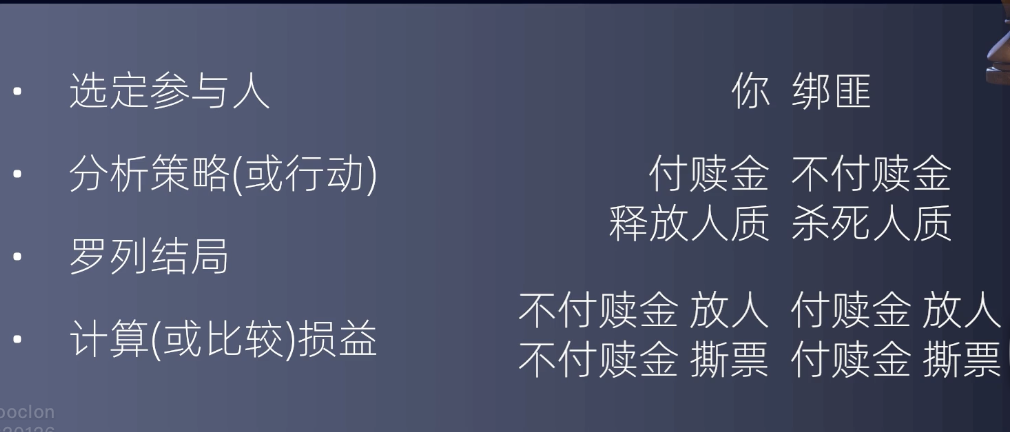 选定参与人
你 绑匪
分析策略(或行动)
付赎金 不付赎金
释放人质 杀死人质
罗列结局
不付赎金 放人 付赎金 放人
计算(或比较)损益
不付赎金 撕票 付赎金 撕票